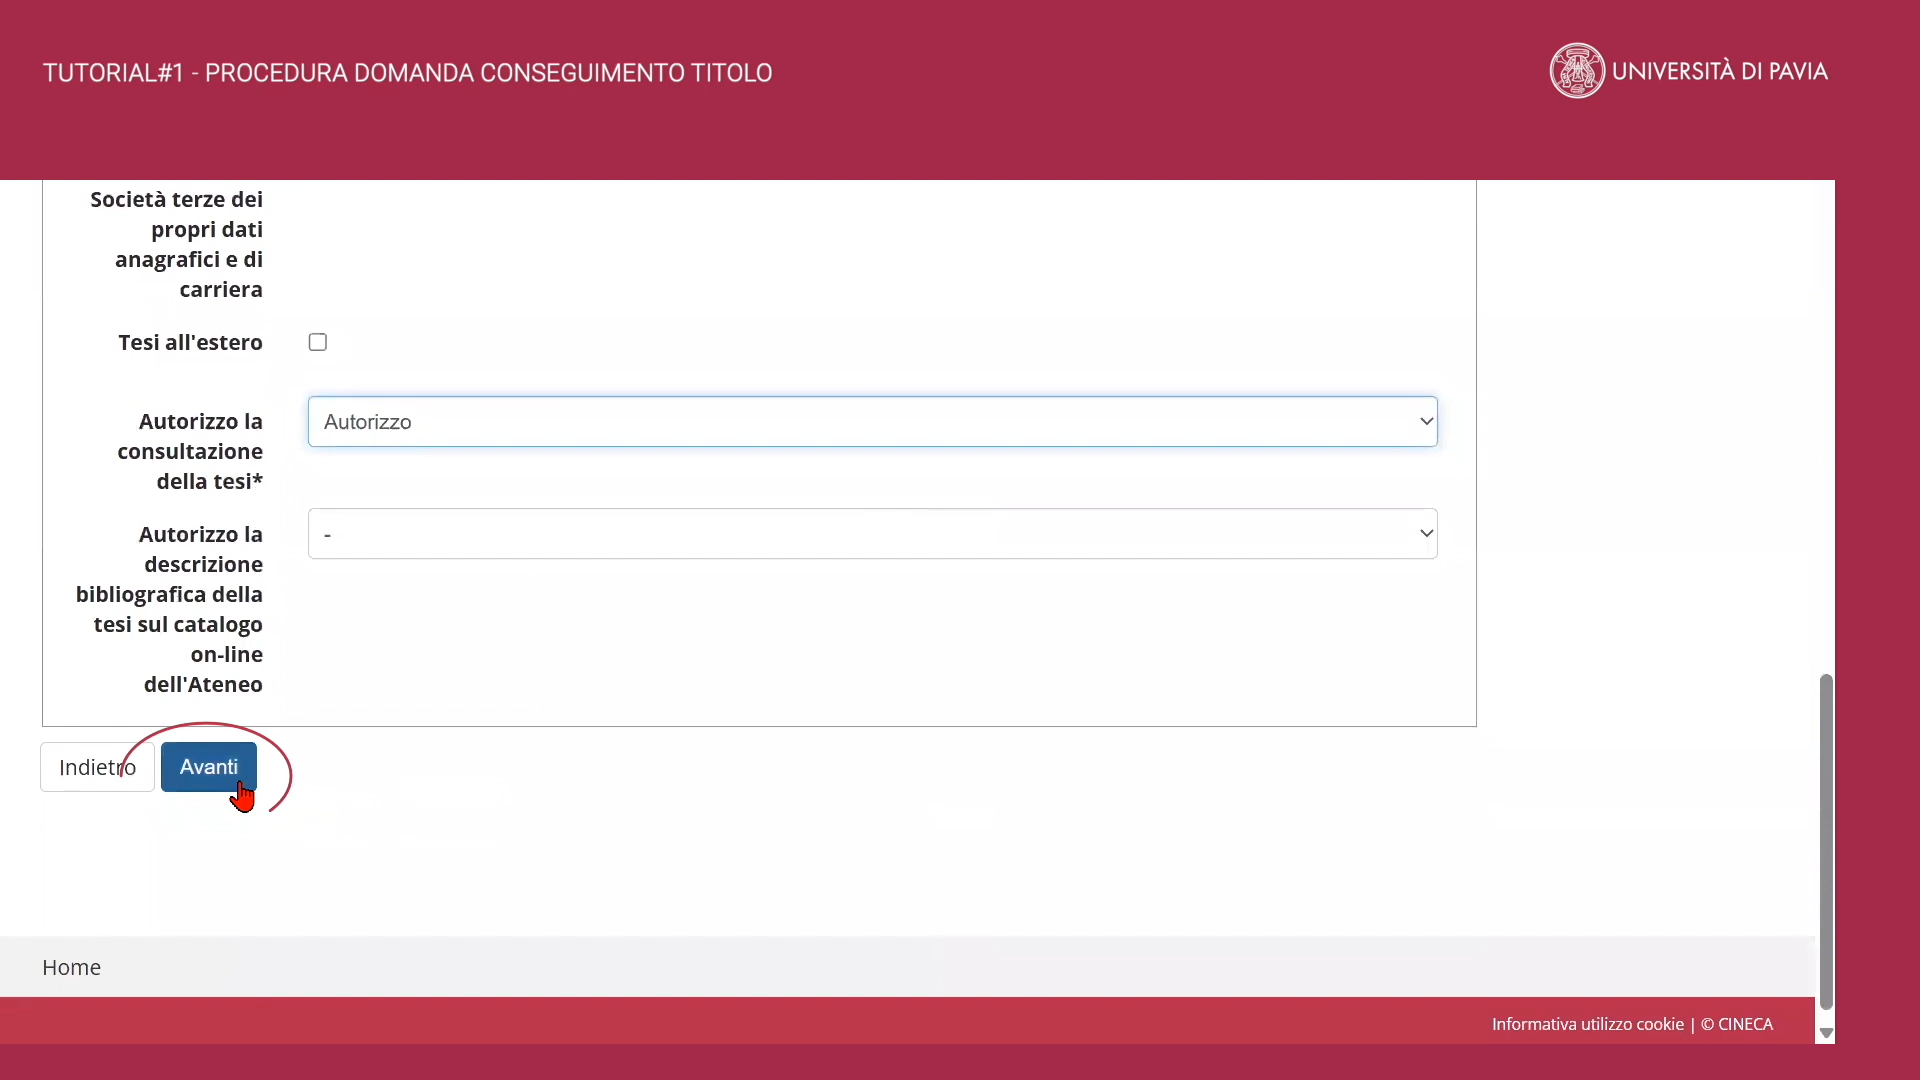 TUTORIAL#1 - PROCEDURA DOMANDA CONSEGUIMENTO TITOLO
UNIVERSITÀ DI PAVIA
Società terze dei
propri dati
anagrafici e di
carriera
Tesi all'estero
Autorizzo la
consultazione
della tesi*
Autorizzo
Autorizzo la
descrizione
bibliografica della
tesi sul catalogo
on-line
dell'Ateneo
-
Indietro
Avanti
Home
Informativa utilizzo cookie | © CINECA